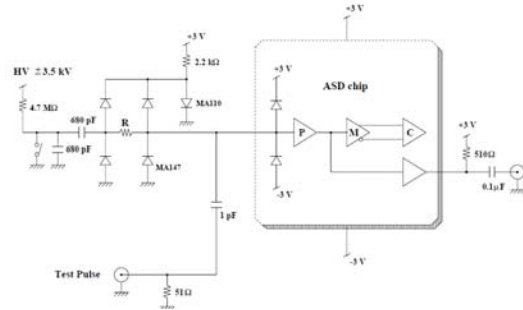 +3 V
+3 V
2.2 kΩ
HV ±3.5 kV
ASD chip
4.7 MΩ
+3 V
680 pF
R
MA110
P
M
C
+3 V
680 pF
MA147
510Ω
-3 V
0.1μF
1 pF
Test Pulse
-3 V
51Ω